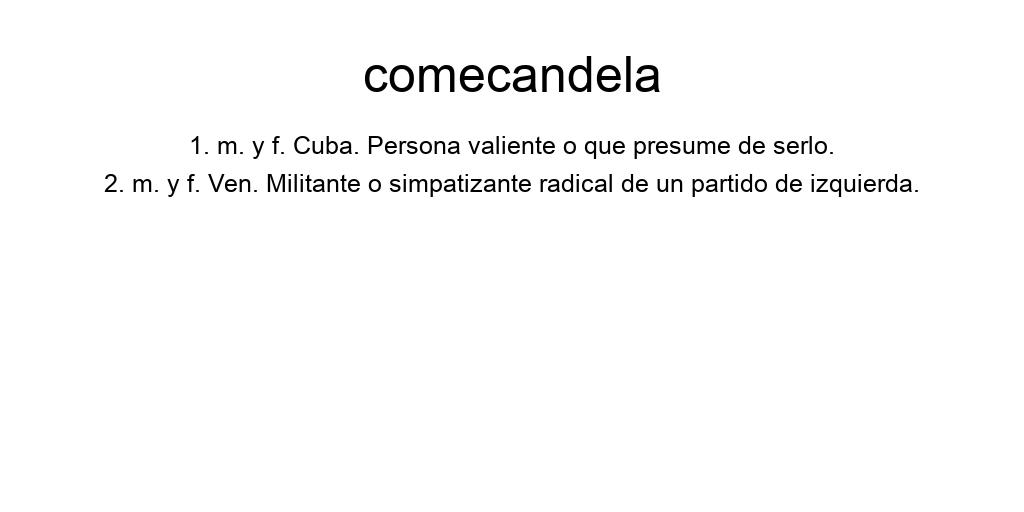 comecandela
1. m. y f. Cuba. Persona valiente o que presume de serlo.
2. m. y f. Ven. Militante o simpatizante radical de un partido de izquierda.